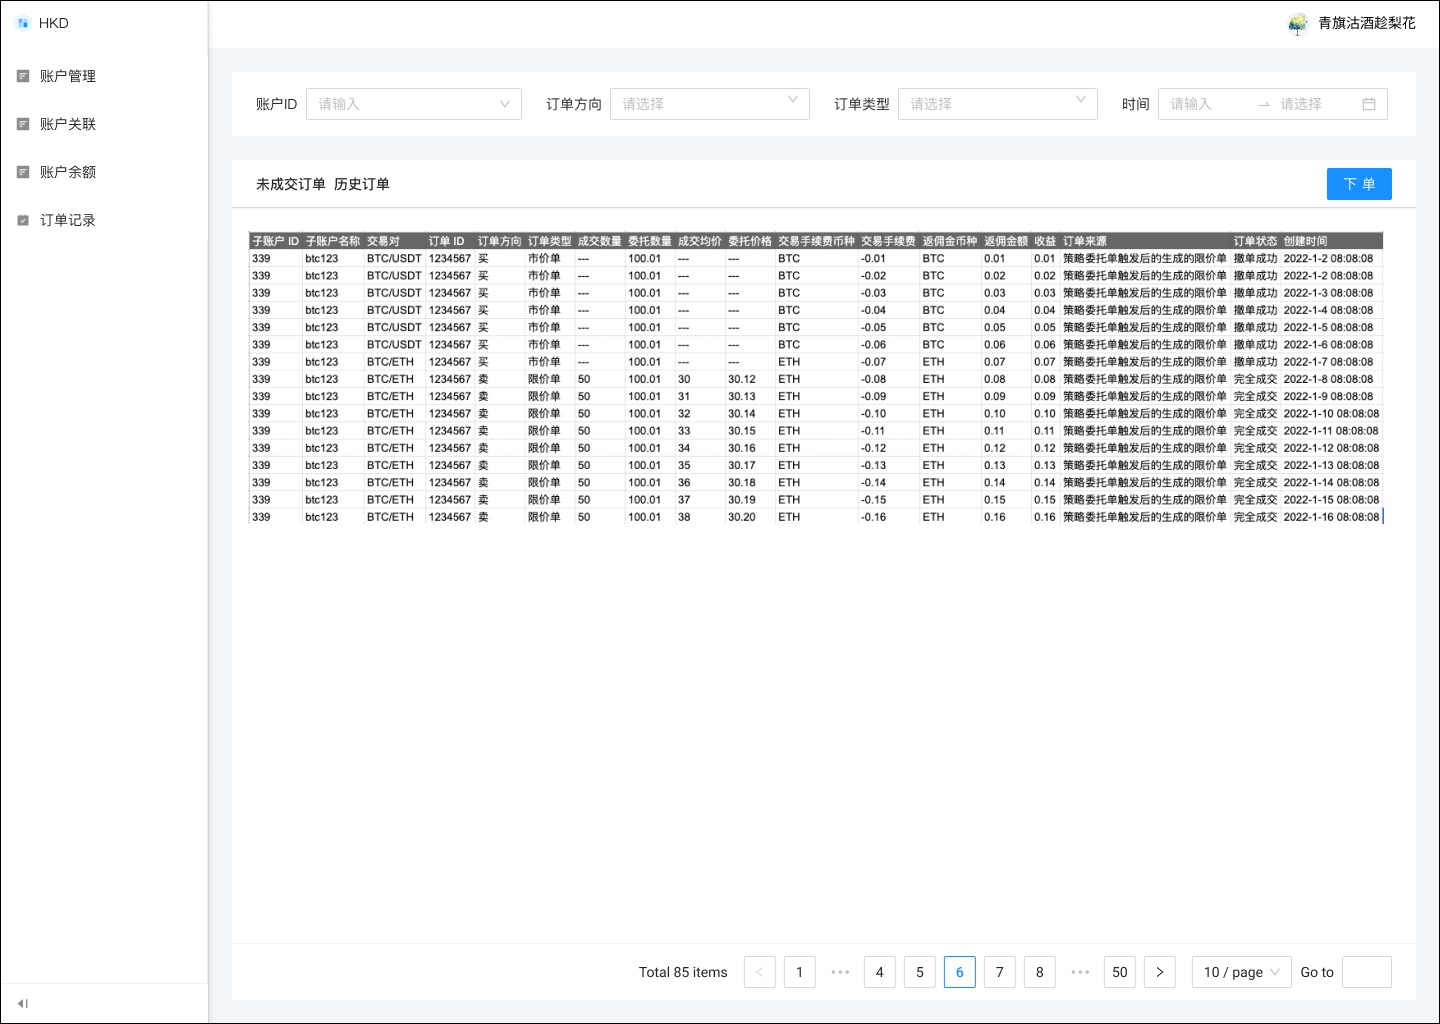 HKD
青旗沽酒趁梨花
账户管理
账户关联
账户余额
订单记录
账户ID 请输入 订单方向 请选择 订单类型 请选择 时间 请输入 请选择
未成交订单 历史订单 下 单
子账户 ID 子账户名称 交易对 订单 ID 订单方向 订单类型 成交数量 委托数量 成交均价 委托价格 交易手续费币种 交易手续费 返佣金币种 返佣金额 收益 订单来源 订单状态 创建时间
339 btc123 BTC/USDT 1234567 买 市价单 --- 100.01 --- --- BTC -0.01 BTC 0.01 0.01 策略委托单触发后的生成的限价单 撤单成功 2022-1-2 08:08:08
339 btc123 BTC/USDT 1234567 买 市价单 --- 100.01 --- --- BTC -0.02 BTC 0.02 0.02 策略委托单触发后的生成的限价单 撤单成功 2022-1-2 08:08:08
339 btc123 BTC/USDT 1234567 买 市价单 --- 100.01 --- --- BTC -0.03 BTC 0.03 0.03 策略委托单触发后的生成的限价单 撤单成功 2022-1-3 08:08:08
339 btc123 BTC/USDT 1234567 买 市价单 --- 100.01 --- --- BTC -0.04 BTC 0.04 0.04 策略委托单触发后的生成的限价单 撤单成功 2022-1-4 08:08:08
339 btc123 BTC/USDT 1234567 买 市价单 --- 100.01 --- --- BTC -0.05 BTC 0.05 0.05 策略委托单触发后的生成的限价单 撤单成功 2022-1-5 08:08:08
339 btc123 BTC/USDT 1234567 买 市价单 --- 100.01 --- --- BTC -0.06 BTC 0.06 0.06 策略委托单触发后的生成的限价单 撤单成功 2022-1-6 08:08:08
339 btc123 BTC/ETH 1234567 买 市价单 --- 100.01 --- --- ETH -0.07 ETH 0.07 0.07 策略委托单触发后的生成的限价单 撤单成功 2022-1-7 08:08:08
339 btc123 BTC/ETH 1234567 卖 限价单 50 100.01 30 30.12 ETH -0.08 ETH 0.08 0.08 策略委托单触发后的生成的限价单 完全成交 2022-1-8 08:08:08
339 btc123 BTC/ETH 1234567 卖 限价单 50 100.01 31 30.13 ETH -0.09 ETH 0.09 0.09 策略委托单触发后的生成的限价单 完全成交 2022-1-9 08:08:08
339 btc123 BTC/ETH 1234567 卖 限价单 50 100.01 32 30.14 ETH -0.10 ETH 0.10 0.10 策略委托单触发后的生成的限价单 完全成交 2022-1-10 08:08:08
339 btc123 BTC/ETH 1234567 卖 限价单 50 100.01 33 30.15 ETH -0.11 ETH 0.11 0.11 策略委托单触发后的生成的限价单 完全成交 2022-1-11 08:08:08
339 btc123 BTC/ETH 1234567 卖 限价单 50 100.01 34 30.16 ETH -0.12 ETH 0.12 0.12 策略委托单触发后的生成的限价单 完全成交 2022-1-12 08:08:08
339 btc123 BTC/ETH 1234567 卖 限价单 50 100.01 35 30.17 ETH -0.13 ETH 0.13 0.13 策略委托单触发后的生成的限价单 完全成交 2022-1-13 08:08:08
339 btc123 BTC/ETH 1234567 卖 限价单 50 100.01 36 30.18 ETH -0.14 ETH 0.14 0.14 策略委托单触发后的生成的限价单 完全成交 2022-1-14 08:08:08
339 btc123 BTC/ETH 1234567 卖 限价单 50 100.01 37 30.19 ETH -0.15 ETH 0.15 0.15 策略委托单触发后的生成的限价单 完全成交 2022-1-15 08:08:08
339 btc123 BTC/ETH 1234567 卖 限价单 50 100.01 38 30.20 ETH -0.16 ETH 0.16 0.16 策略委托单触发后的生成的限价单 完全成交 2022-1-16 08:08:08
Total 85 items < 1 ••• 4 5 6 7 8 ••• 50 > 10 / page Go to